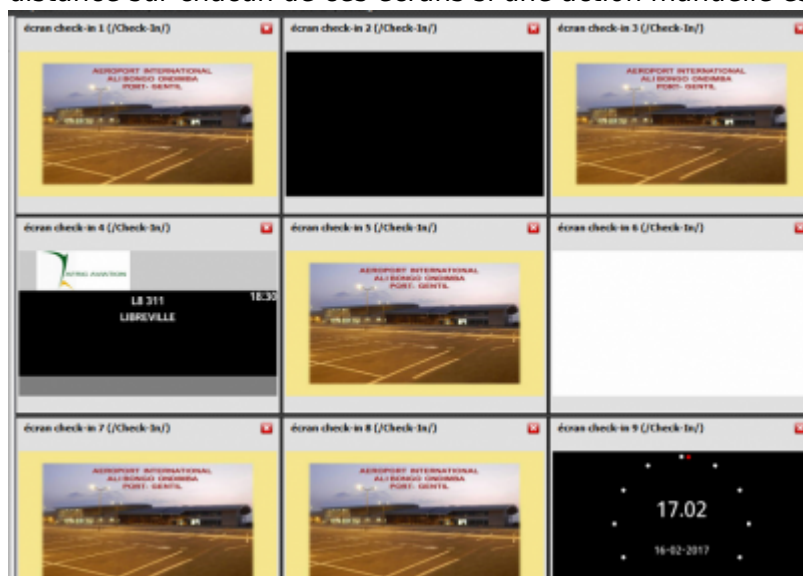 distance sur chacun de ces écrans si une action manuelle es
écran check-in 1 (/Check-In/)
écran check-in 2 (/Check-In/)
écran check-in 3 (/Check-In/)
AEROPORT INTERNATIONAL
ALI BONGO ONDIMBA
PORT- GENTIL
AEROPORT INTERNATIONAL
ALI BONGO ONDIMBA
PORT- GENTIL
écran check-in 4 (/Check-In/)
écran check-in 5 (/Check-In/)
écran check-in 6 (/Check-In/)
AVIATION
LB 311
18:30
LIBREVILLE
AEROPORT INTERNATIONAL
ALI BONGO ONDIMBA
PORT- GENTIL
écran check-in 7 (/Check-In/)
écran check-in 8 (/Check-In/)
écran check-in 9 (/Check-In/)
AEROPORT INTERNATIONAL
ALI BONGO ONDIMBA
PORT- GENTIL
AEROPORT INTERNATIONAL
ALI BONGO ONDIMBA
PORT- GENTIL
17.02
16-02-2017